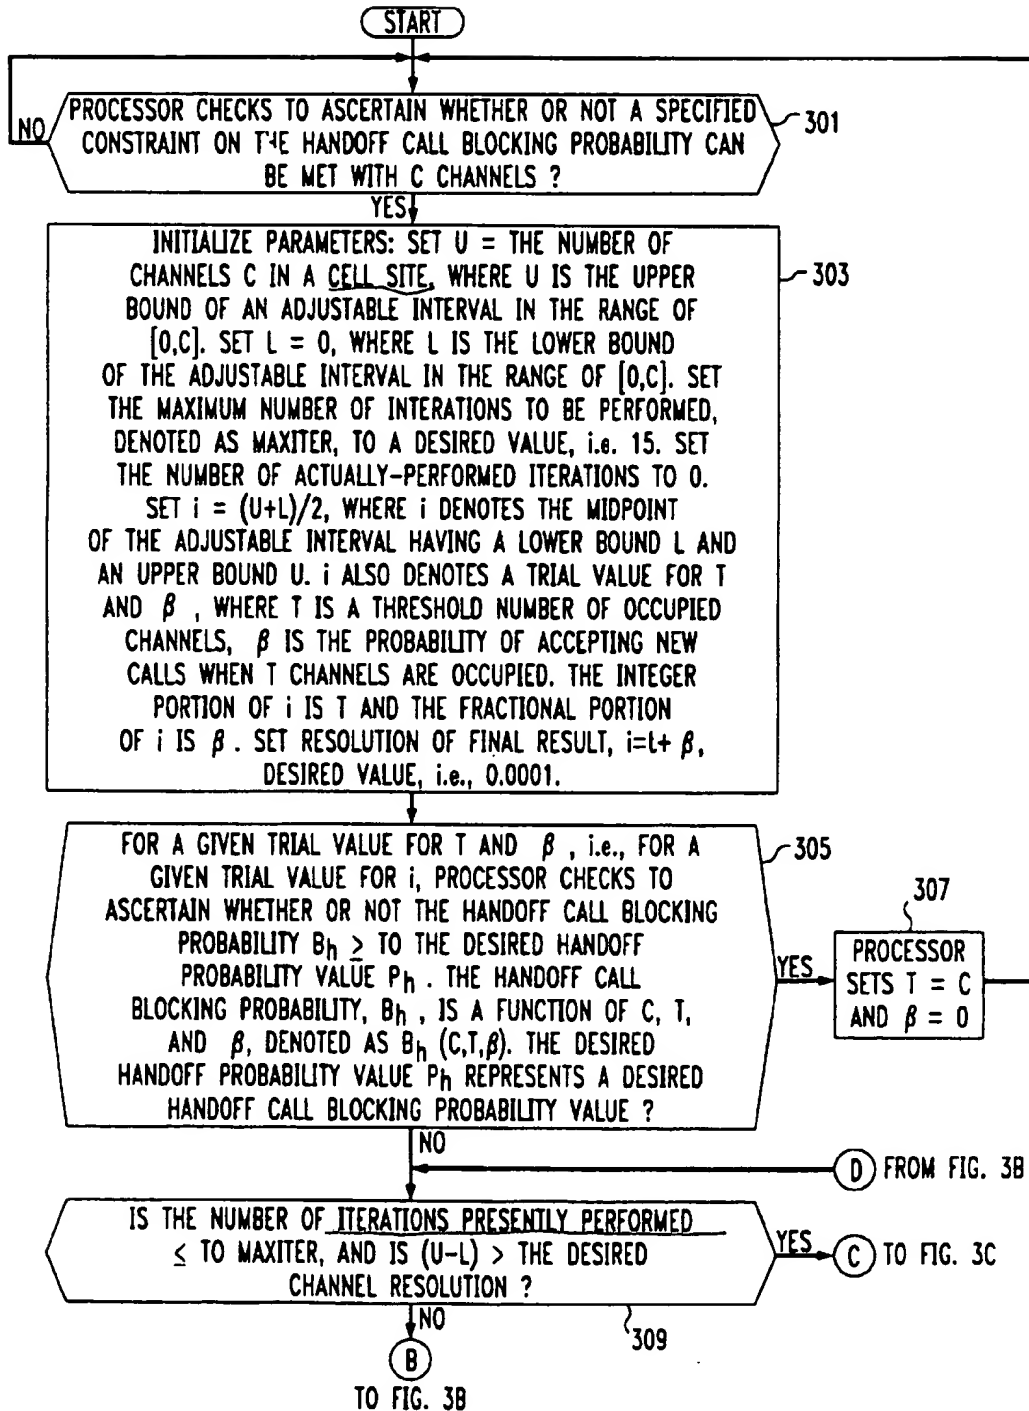 START
PROCESSOR CHECKS TO ASCERTAIN WHETHER OR NOT A SPECIFIED
CONSTRAINT ON THE HANDOFF CALL BLOCKING PROBABILITY CAN
BE MET WITH C CHANNELS ?
301
NO
YES
INITIALIZE PARAMETERS: SET U = THE NUMBER OF
CHANNELS C IN A CELL SITE, WHERE U IS THE UPPER
BOUND OF AN ADJUSTABLE INTERVAL IN THE RANGE OF
[0,C]. SET L = 0, WHERE L IS THE LOWER BOUND
OF THE ADJUSTABLE INTERVAL IN THE RANGE OF [0,C]. SET
THE MAXIMUM NUMBER OF INTERATIONS TO BE PERFORMED,
DENOTED AS MAXITER, TO A DESIRED VALUE, i.e. 15. SET
THE NUMBER OF ACTUALLY-PERFORMED ITERATIONS TO 0.
SET i = (U+L)/2, WHERE i DENOTES THE MIDPOINT
OF THE ADJUSTABLE INTERVAL HAVING A LOWER BOUND L AND
AN UPPER BOUND U. i ALSO DENOTES A TRIAL VALUE FOR T
AND β , WHERE T IS A THRESHOLD NUMBER OF OCCUPIED
CHANNELS, β IS THE PROBABILITY OF ACCEPTING NEW
CALLS WHEN T CHANNELS ARE OCCUPIED. THE INTEGER
PORTION OF i IS T AND THE FRACTIONAL PORTION
OF i IS β . SET RESOLUTION OF FINAL RESULT, i=t+ β,
DESIRED VALUE, i.e., 0.0001.
303
FOR A GIVEN TRIAL VALUE FOR T AND β , i.e., FOR A
GIVEN TRIAL VALUE FOR i, PROCESSOR CHECKS TO
ASCERTAIN WHETHER OR NOT THE HANDOFF CALL BLOCKING
PROBABILITY Bh ≥ TO THE DESIRED HANDOFF
PROBABILITY VALUE Ph . THE HANDOFF CALL
BLOCKING PROBABILITY, Bh , IS A FUNCTION OF C, T,
AND β, DENOTED AS Bh (C,T,β). THE DESIRED
HANDOFF PROBABILITY VALUE Ph REPRESENTS A DESIRED
HANDOFF CALL BLOCKING PROBABILITY VALUE ?
305
YES
307
PROCESSOR
SETS T = C
AND β = 0
NO
D FROM FIG. 3B
IS THE NUMBER OF ITERATIONS PRESENTLY PERFORMED
≤ TO MAXITER, AND IS (U-L) > THE DESIRED
CHANNEL RESOLUTION ?
309
YES
C TO FIG. 3C
NO
B
TO FIG. 3B